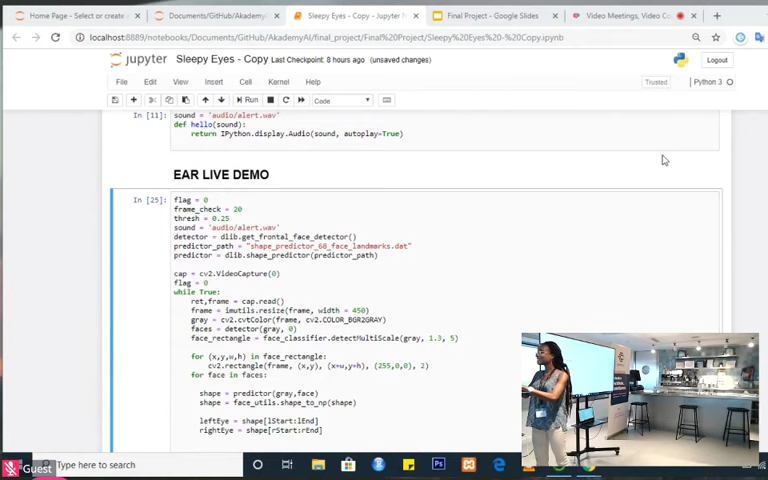 Home Page - Select or create a
Documents/GitHub/AkademyAI
Sleepy Eyes - Copy - Jupyter N
Final Project - Google Slides
Video Meetings, Video Co
localhost:8889/notebooks/Documents/GitHub/AkademyAI/final_project/Final%20Project/Sleepy%20Eyes%20-%20Copy.ipynb
jupyter Sleepy Eyes - Copy Last Checkpoint: 8 hours ago (unsaved changes)
Logout
File Edit View Insert Cell Kernel Help
Trusted
Python 3
Run
Code
In [11]: sound = 'audio/alert.wav'
def hello(sound):
return IPython.display.Audio(sound, autoplay=True)
EAR LIVE DEMO
In [25]: flag = 0
frame_check = 20
thresh = 0.25
sound = 'audio/alert.wav'
detector = dlib.get_frontal_face_detector()
predictor_path = "shape_predictor_68_face_landmarks.dat"
predictor = dlib.shape_predictor(predictor_path)
cap = cv2.VideoCapture(0)
flag = 0
while True:
ret,frame = cap.read()
frame = imutils.resize(frame, width = 450)
gray = cv2.cvtColor(frame, cv2.COLOR_BGR2GRAY)
faces = detector(gray, 0)
face_rectangle = face_classifier.detectMultiScale(gray, 1.3, 5)
for (x,y,w,h) in face_rectangle:
cv2.rectangle(frame, (x,y), (x+w,y+h), (255,0,0), 2)
for face in faces:
shape = predictor(gray,face)
shape = face_utils.shape_to_np(shape)
leftEye = shape[lStart:lEnd]
rightEye = shape[rStart:rEnd]
Guest
Type here to search
Ps